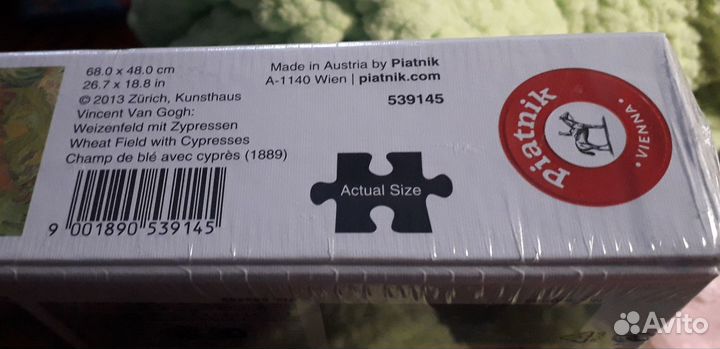 68.0 x 48.0 cm
26.7 x 18.8 in
© 2013 Zürich, Kunsthaus
Vincent Van Gogh:
Weizenfeld mit Zypressen
Wheat Field with Cypresses
Champ de blé avec cyprès (1889)
9 001890 539145
Made in Austria by Piatnik
A-1140 Wien | piatnik.com
539145
Actual Size
Piatnik
• VIENNA •
Avito